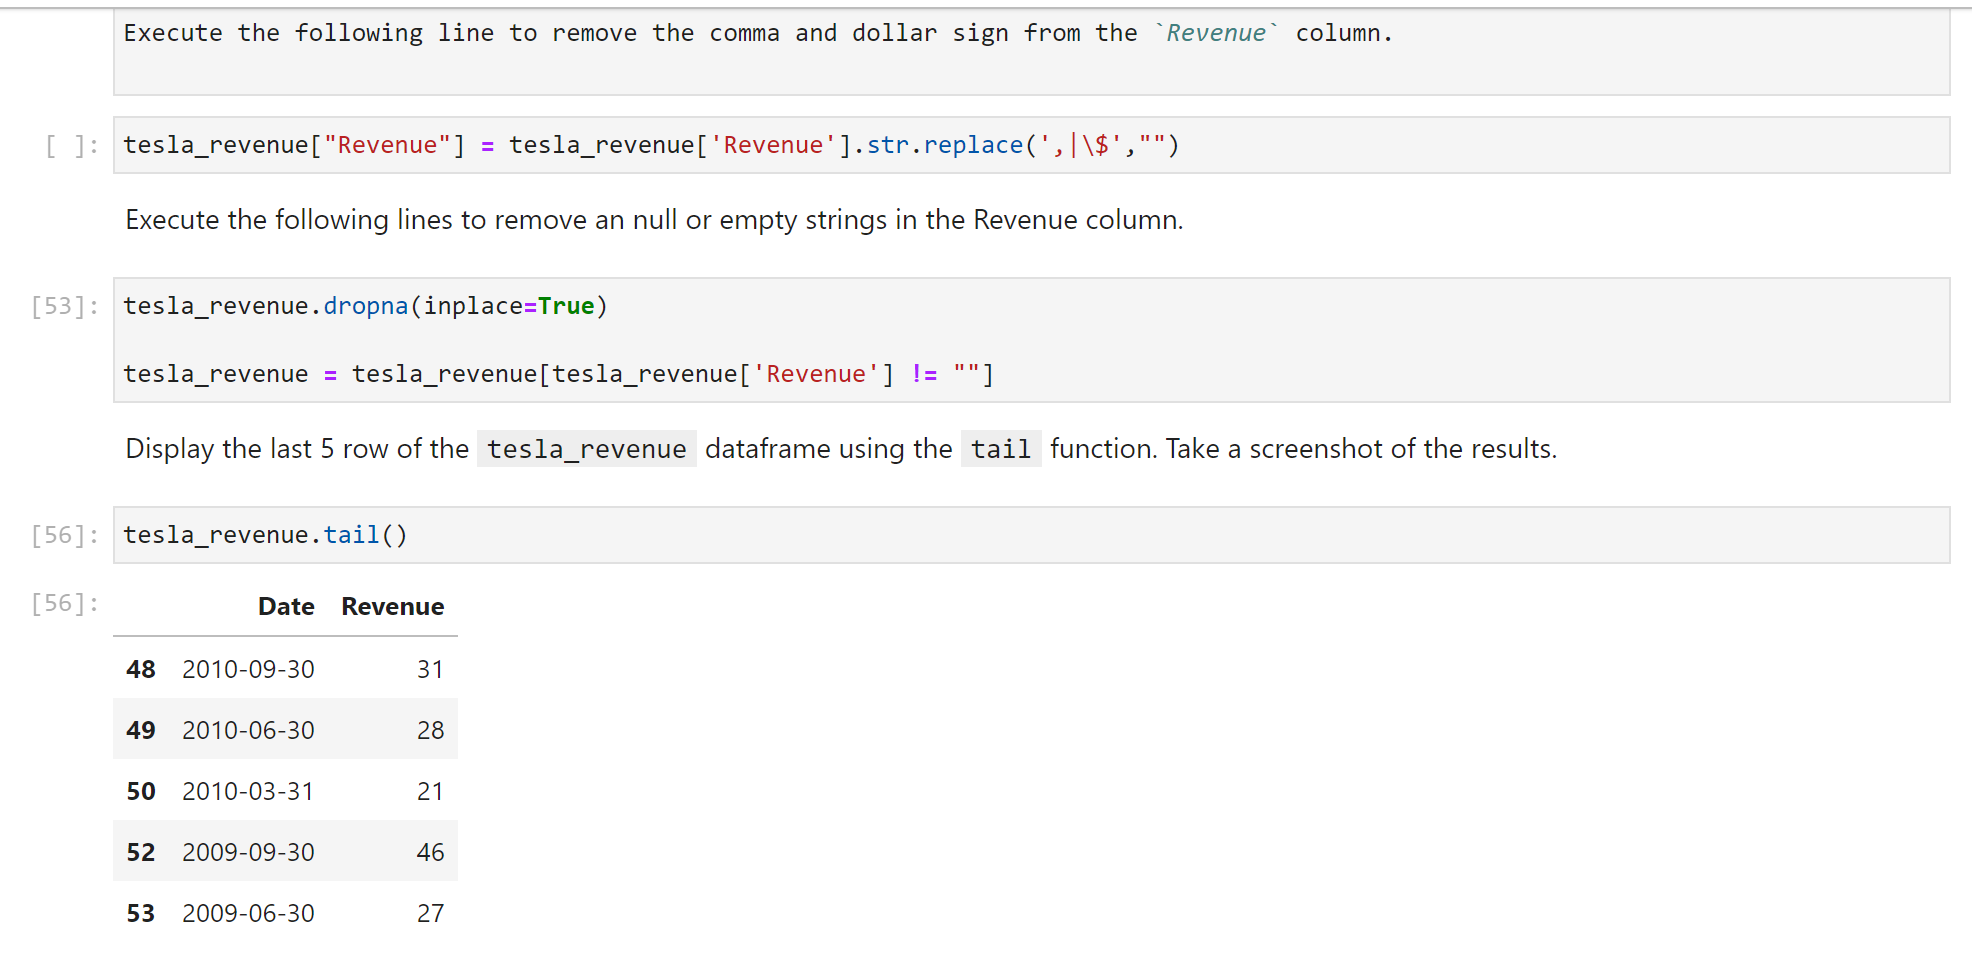 Execute the following line to remove the comma and dollar sign from the `Revenue` column.
[ ]: tesla_revenue["Revenue"] = tesla_revenue['Revenue'].str.replace(',|\$',"")
Execute the following lines to remove an null or empty strings in the Revenue column.
[53]: tesla_revenue.dropna(inplace=True)
tesla_revenue = tesla_revenue[tesla_revenue['Revenue'] != ""]
Display the last 5 row of the tesla_revenue dataframe using the tail function. Take a screenshot of the results.
[56]: tesla_revenue.tail()
[56]: Date Revenue
48 2010-09-30 31
49 2010-06-30 28
50 2010-03-31 21
52 2009-09-30 46
53 2009-06-30 27